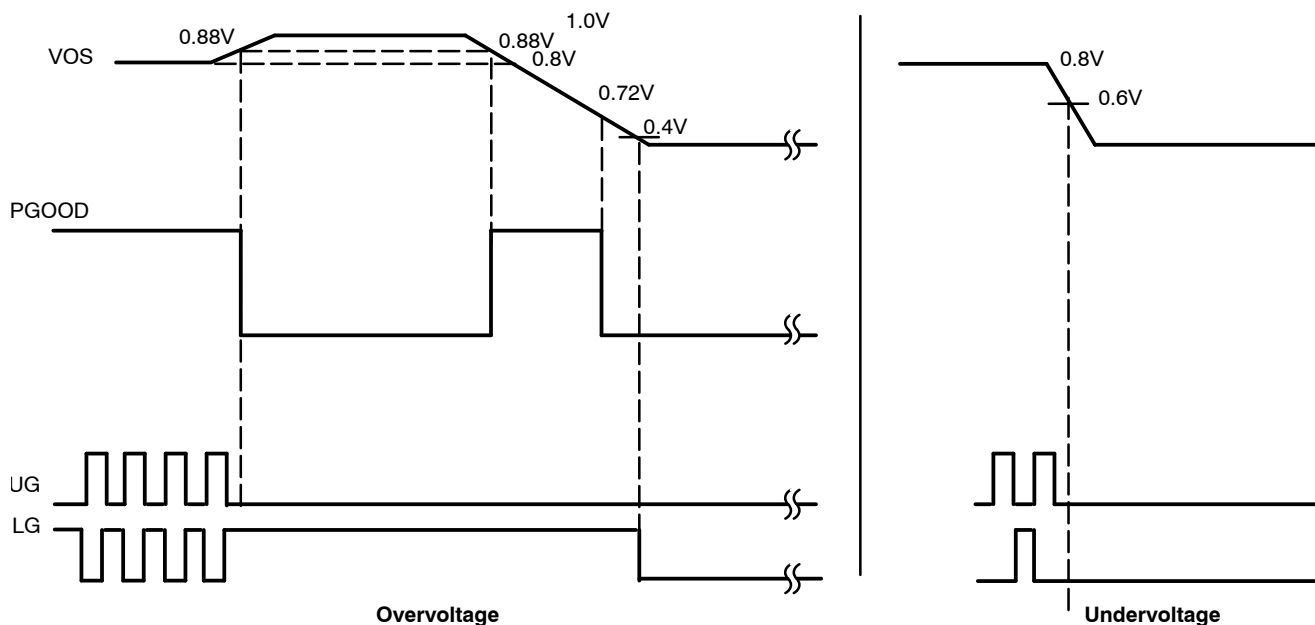 1.0V
0.88V
0.88V
VOS
0.8V
0.8V
0.72V
0.6V
0.4V
PGOOD
UG
LG
Overvoltage
Undervoltage